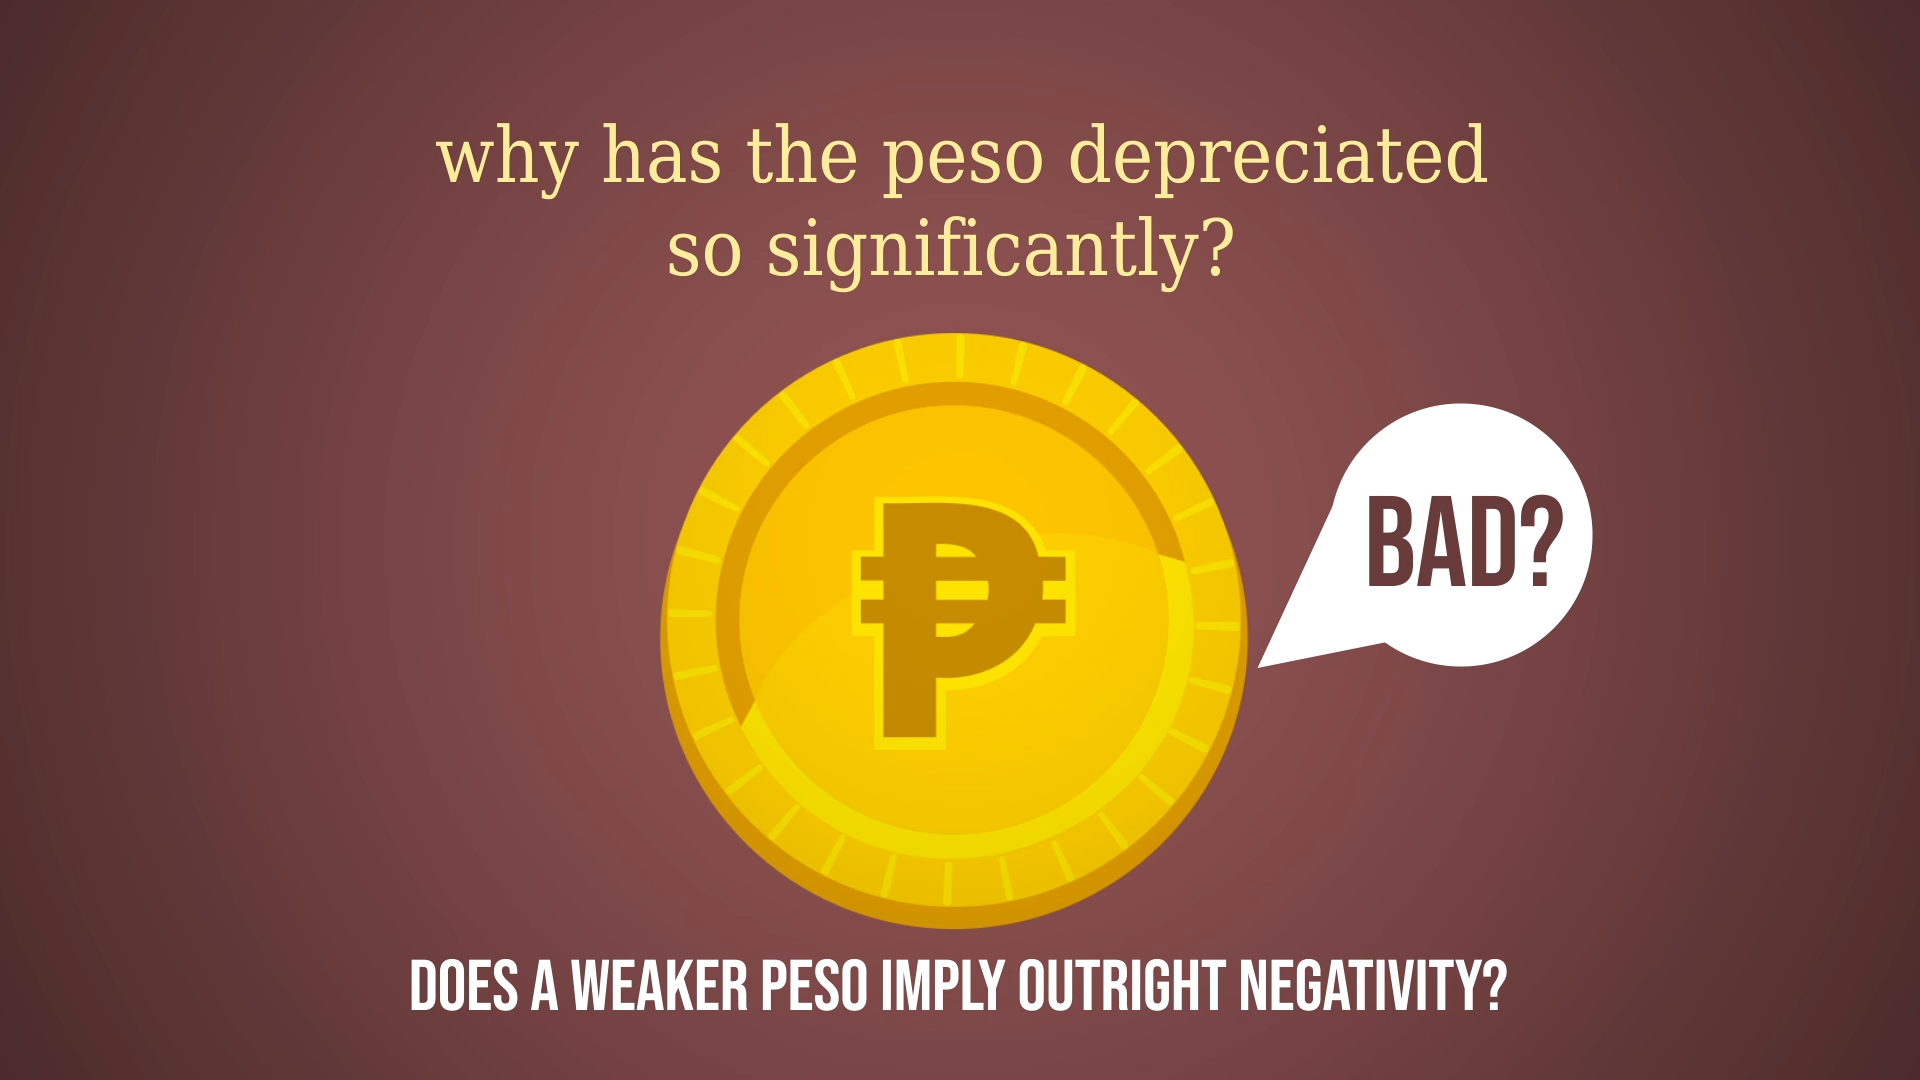 why has the peso depreciated
so significantly?
₱
BAD?
DOES A WEAKER PESO IMPLY OUTRIGHT NEGATIVITY?